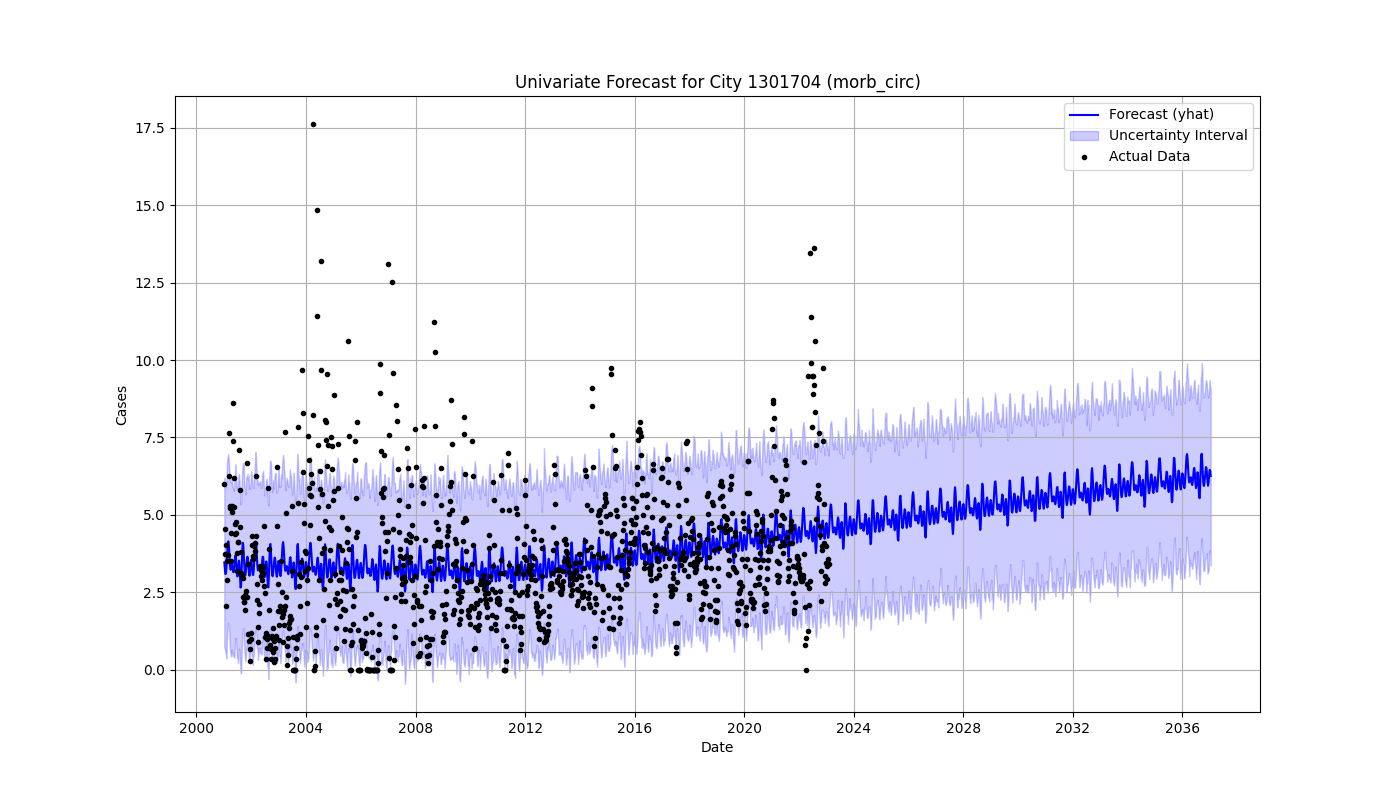 Univariate Forecast for City 1301704 (morb_circ)
Forecast (yhat)
Uncertainty Interval
Actual Data
Cases
17.5
15.0
12.5
10.0
7.5
5.0
2.5
0.0
2000 2004 2008 2012 2016 2020 2024 2028 2032 2036
Date